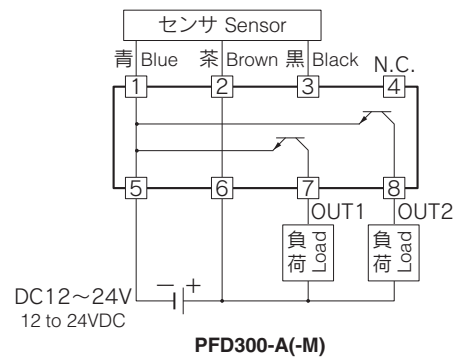 センサ Sensor
青 Blue 茶 Brown 黒 Black N.C.
1 2 3 4
5 6 7 8
OUT1 OUT2
負荷 Load 負荷 Load
− +
DC12～24V
12 to 24VDC
PFD300-A(-M)